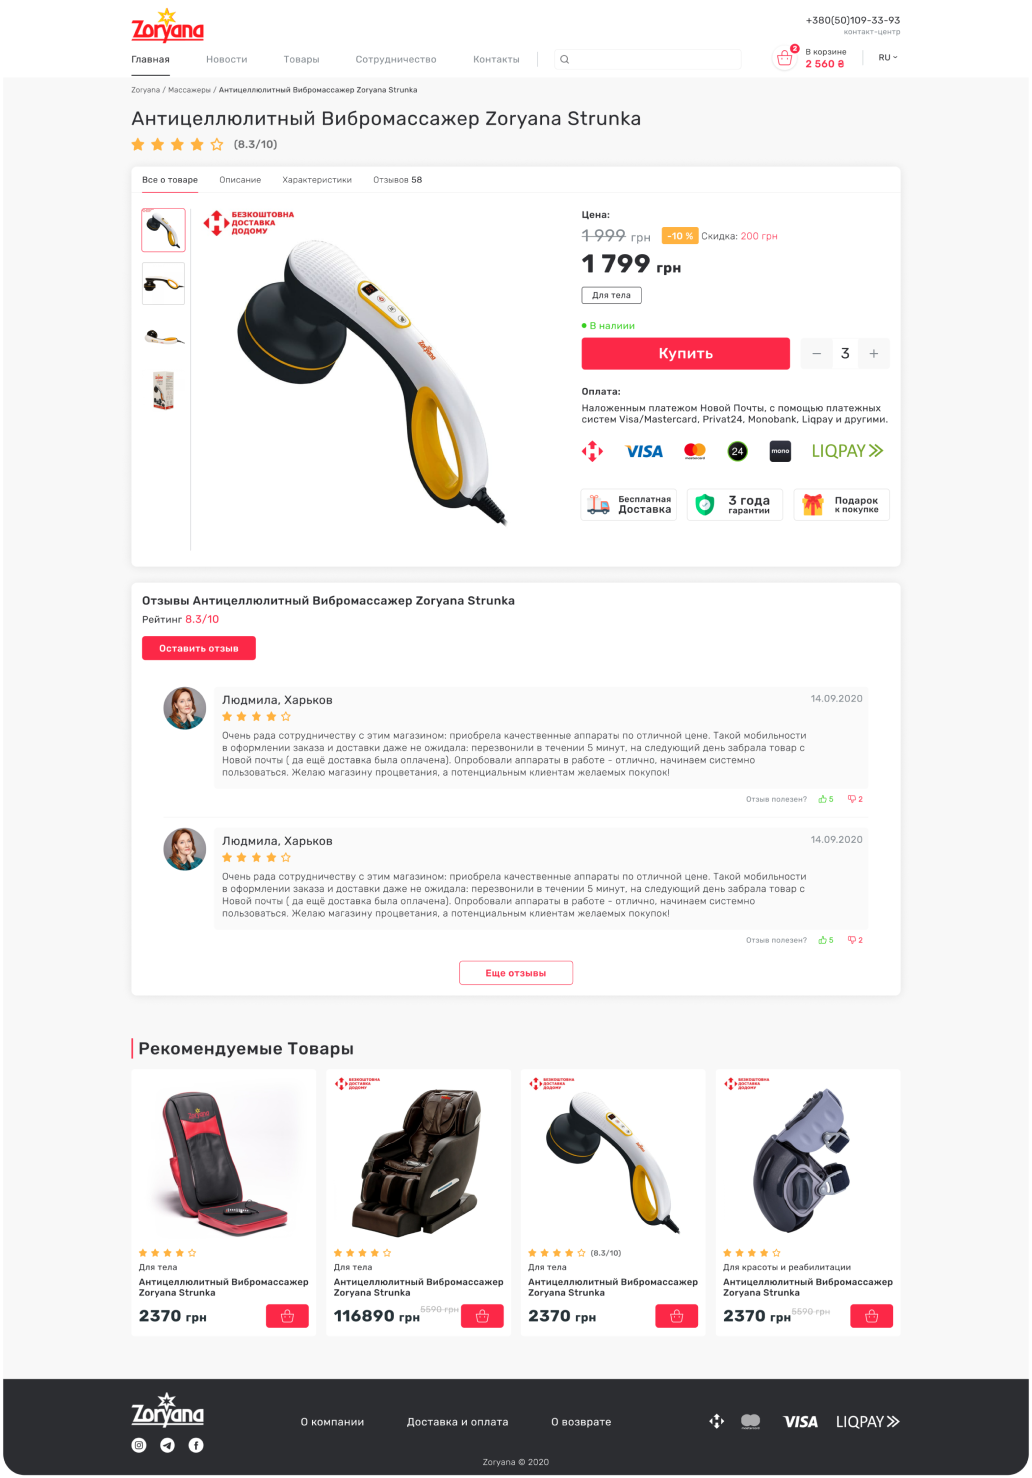 Zoryana
+380(50)109-33-93
контакт-центр
Главная Новости Товары Сотрудничество Контакты
2
В корзине
2 560 ₴
RU
Zoryana / Массажеры / Антицеллюлитный Вибромассажер Zoryana Strunka
Антицеллюлитный Вибромассажер Zoryana Strunka
(8.3/10)
Все о товаре Описание Характеристики Отзывов 58
БЕЗКОШТОВНА
ДОСТАВКА
ДОДОМУ
Zoryana
Цена:
1 999 грн -10 % Скидка: 200 грн
1 799 грн
Для тела
В налиии
Купить − 3 +
Оплата:
Наложенным платежом Новой Почты, с помощью платежных
систем Visa/Mastercard, Privat24, Monobank, Liqpay и другими.
VISA mastercard 24 mono LIQPAY
Бесплатная
Доставка
3 года
гарантии
Подарок
к покупке
Отзывы Антицеллюлитный Вибромассажер Zoryana Strunka
Рейтинг 8.3/10
Оставить отзыв
Людмила, Харьков 14.09.2020
Очень рада сотрудничеству с этим магазином: приобрела качественные аппараты по отличной цене. Такой мобильности
в оформлении заказа и доставки даже не ожидала: перезвонили в течении 5 минут, на следующий день забрала товар с
Новой почты ( да ещё доставка была оплачена). Опробовали аппараты в работе - отлично, начинаем системно
пользоваться. Желаю магазину процветания, а потенциальным клиентам желаемых покупок!
Отзыв полезен? 5 2
Людмила, Харьков 14.09.2020
Очень рада сотрудничеству с этим магазином: приобрела качественные аппараты по отличной цене. Такой мобильности
в оформлении заказа и доставки даже не ожидала: перезвонили в течении 5 минут, на следующий день забрала товар с
Новой почты ( да ещё доставка была оплачена). Опробовали аппараты в работе - отлично, начинаем системно
пользоваться. Желаю магазину процветания, а потенциальным клиентам желаемых покупок!
Отзыв полезен? 5 2
Еще отзывы
Рекомендуемые Товары
Zoryana
Для тела
Антицеллюлитный Вибромассажер
Zoryana Strunka
2370 грн
БЕЗКОШТОВНА
ДОСТАВКА
ДОДОМУ
Для тела
Антицеллюлитный Вибромассажер
Zoryana Strunka
116890 грн 5590 грн
БЕЗКОШТОВНА
ДОСТАВКА
ДОДОМУ
(8.3/10)
Для тела
Антицеллюлитный Вибромассажер
Zoryana Strunka
2370 грн
БЕЗКОШТОВНА
ДОСТАВКА
ДОДОМУ
Для красоты и реабилитации
Антицеллюлитный Вибромассажер
Zoryana Strunka
2370 грн 5590 грн
Zoryana
О компании Доставка и оплата О возврате
mastercard VISA LIQPAY
Zoryana © 2020